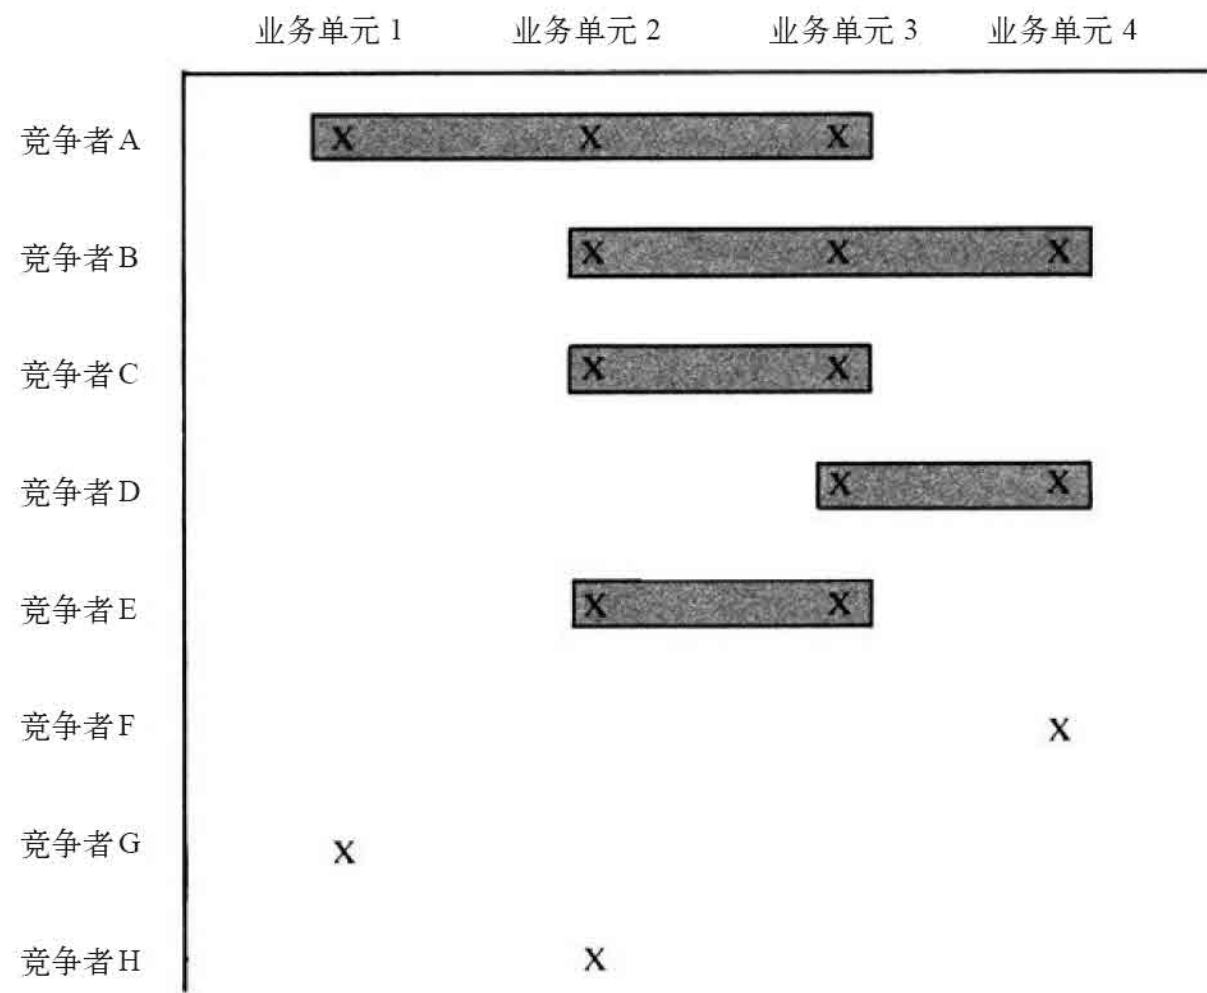 业务单元 1 业务单元 2 业务单元 3 业务单元 4
竞争者 A X X X
竞争者 B X X X
竞争者 C X X
竞争者 D X X
竞争者 E X X
竞争者 F X
竞争者 G X
竞争者 H X